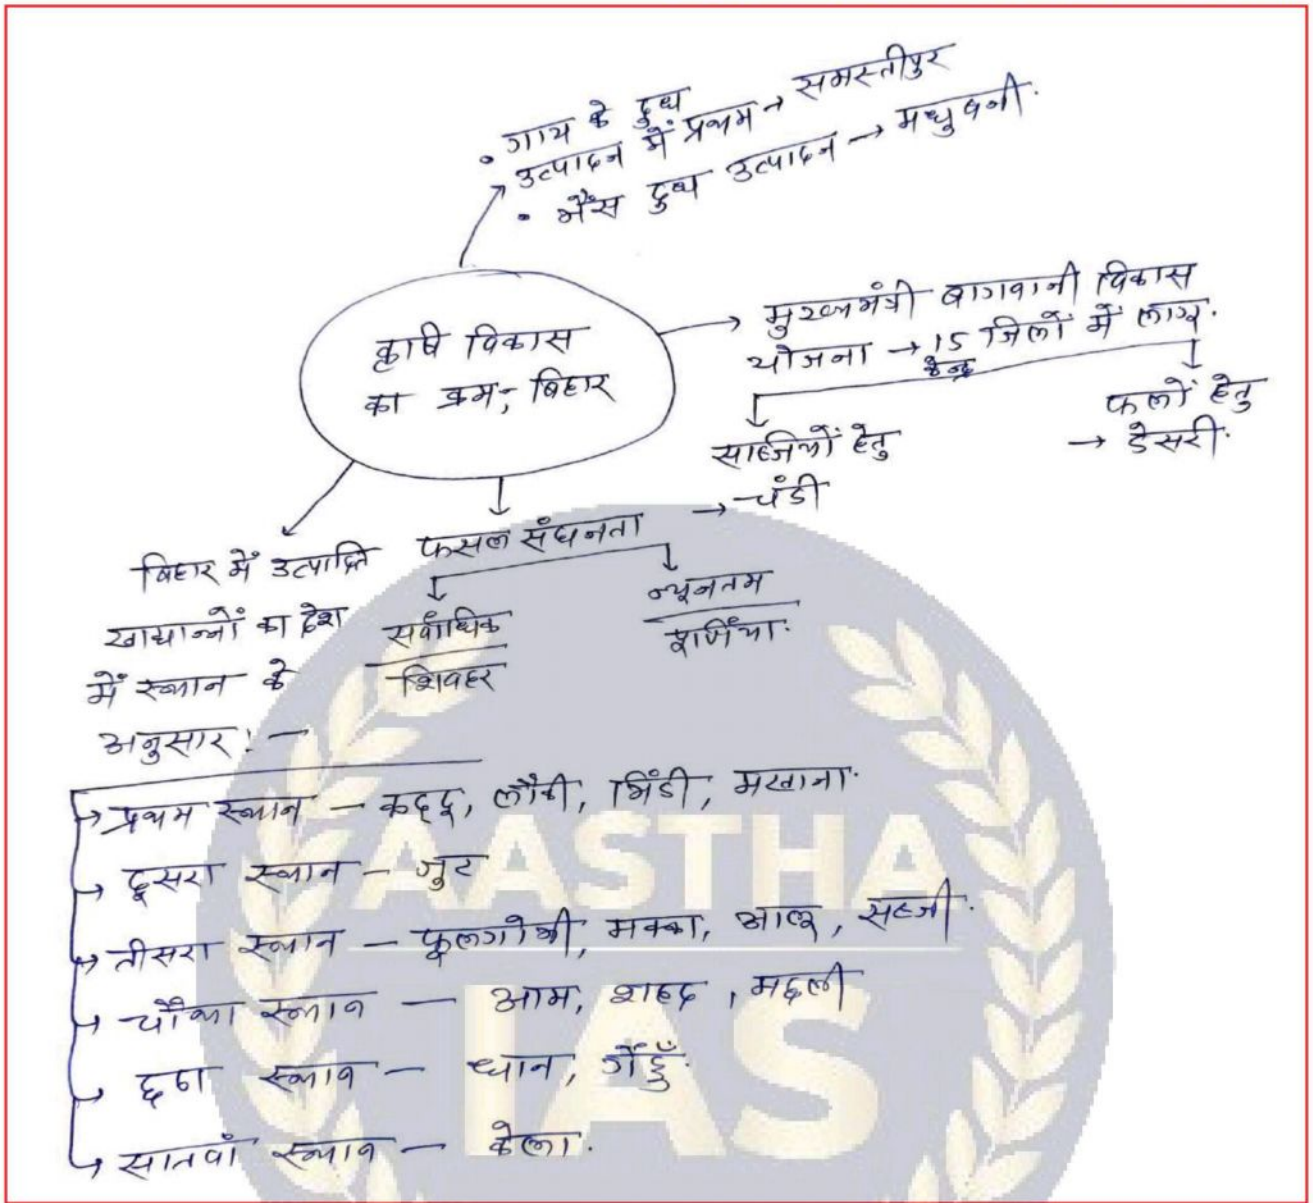 • गाय के दुध
उत्पादन में प्रथम → समस्तीपुर
• भैंस दुध उत्पादन → मधुबनी.
कृषि विकास
का क्रम; बिहार
मुख्यमंत्री बागवानी विकास
योजना → 15 जिलों में लागू.
केन्द्र
सब्जियों हेतु
→ चंडी
फलों हेतु
→ देसरी.
फसल संघनता
सर्वाधिक
शिवहर
न्यूनतम
पूर्णिया.
बिहार में उत्पादित
खाद्यान्नों का देश
में स्थान के
अनुसार : –
→ प्रथम स्थान – कद्दू, लौकी, भिंडी, मखाना.
→ दूसरा स्थान – जुट
→ तीसरा स्थान – फूलगोभी, मक्का, आलू, सब्जी.
→ चौथा स्थान – आम, शहद, मछली
→ छठा स्थान – धान, गेंहुँ.
→ सातवां स्थान – केला.
AASTHA
IAS